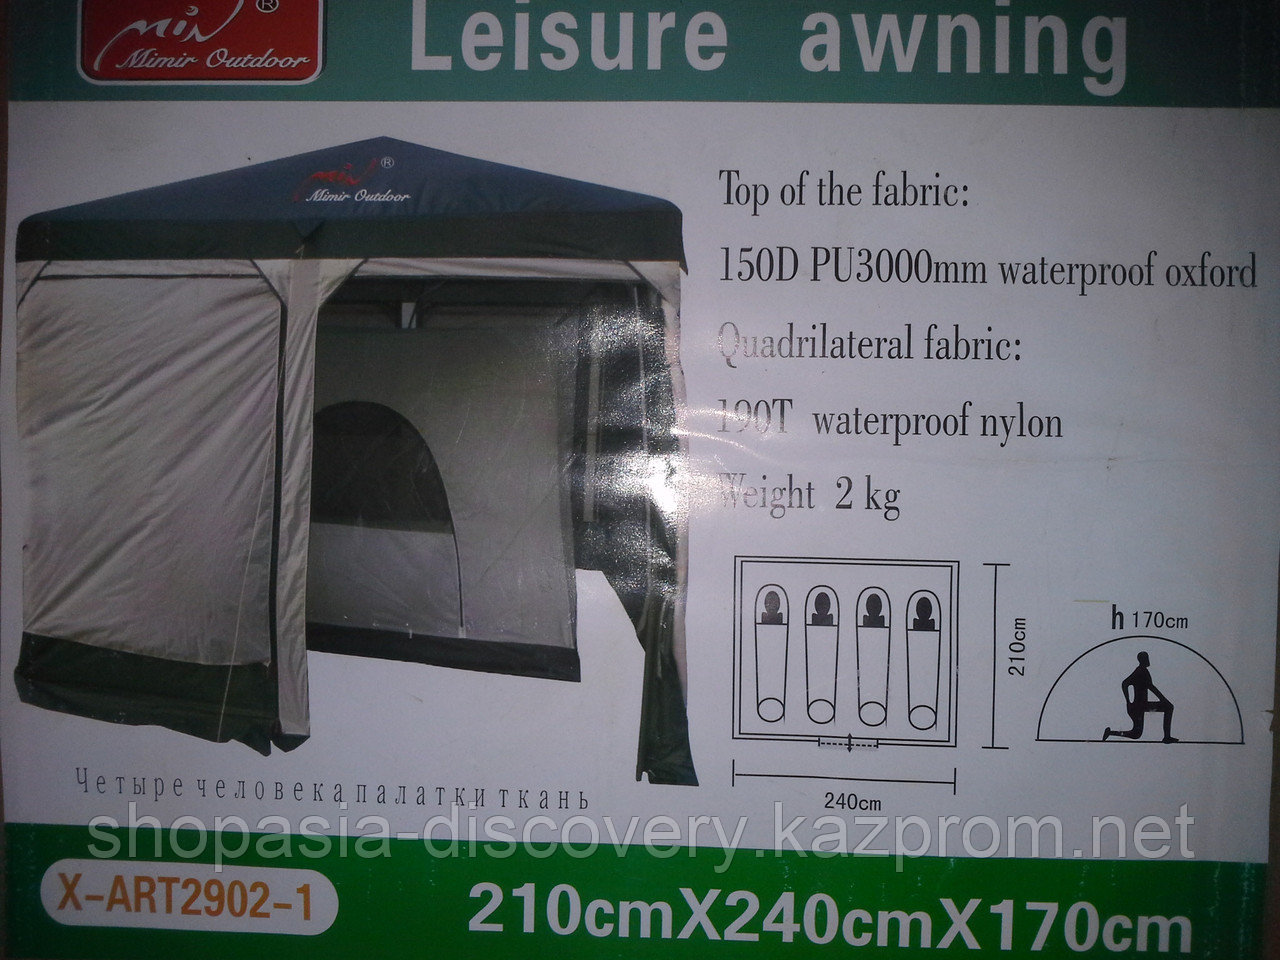 ®
Mimir Outdoor
Leisure awning
®
Mimir Outdoor
Top of the fabric:
150D PU3000mm waterproof oxford
Quadrilateral fabric:
190T waterproof nylon
Weight 2 kg
h 170cm
210cm
240cm
Четыре человека палатки ткань
shopasia-discovery.kazprom.net
X-ART2902-1
210cmX240cmX170cm